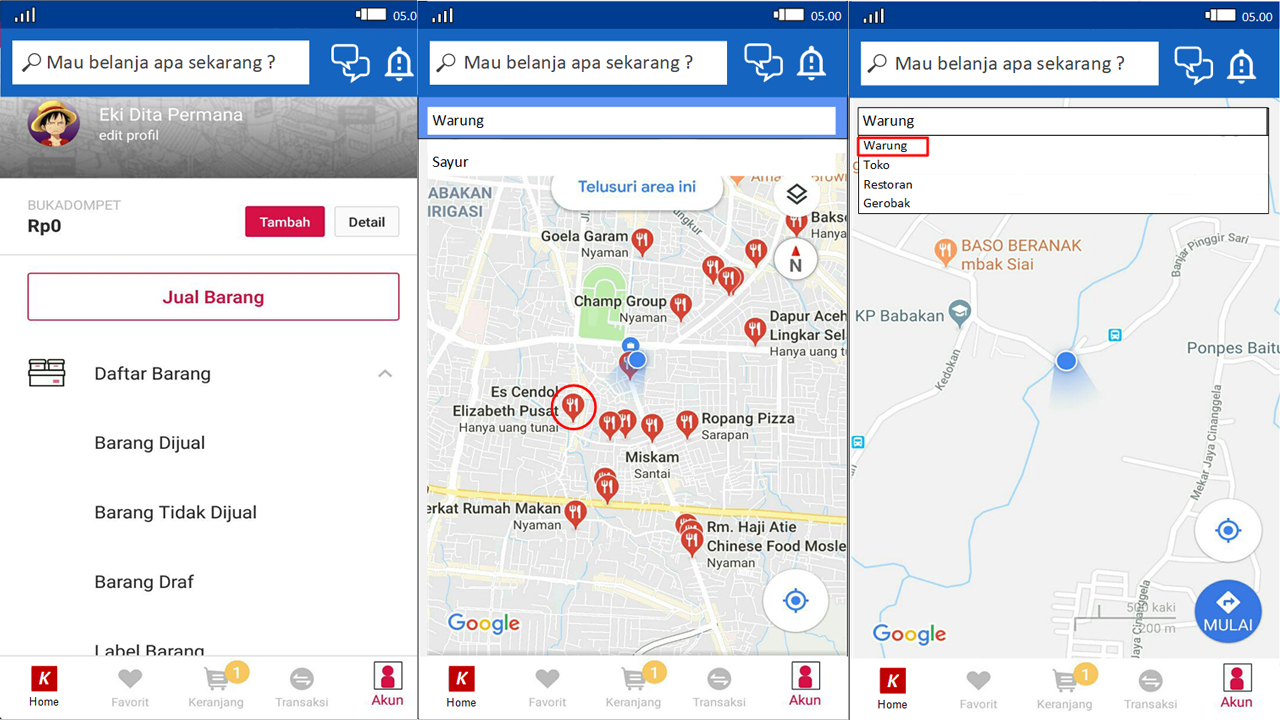 05.0
Mau belanja apa sekarang ?
Eki Dita Permana
edit profil
BUKADOMPET
Rp0
Tambah
Detail
Jual Barang
Daftar Barang
Barang Dijual
Barang Tidak Dijual
Barang Draf
Label Barang
K
Home
Favorit
1
Keranjang
Transaksi
Akun
05.00
Mau belanja apa sekarang ?
Warung
Sayur
ABAKAN
IRIGASI
Telusuri area ini
Bakso
Hanya
N
Goela Garam
Nyaman
Champ Group
Nyaman
Dapur Aceh
Lingkar Sel
Hanya uang tu
Es Cendol
Elizabeth Pusat
Hanya uang tunai
Ropang Pizza
Sarapan
Miskam
Santai
erkat Rumah Makan
Nyaman
Rm. Haji Atie
Chinese Food Mosle
Nyaman
Google
K
Home
Favorit
1
Keranjang
Transaksi
Akun
05.00
Mau belanja apa sekarang ?
Warung
Warung
Toko
Restoran
Gerobak
BASO BERANAK
mbak Siai
Banjar Pinggir Sari
KP Babakan
Kedokan
Ponpes Baitu
Mekar Jaya Cinanggela
Jaya Cinanggela
500 kaki
200 m
MULAI
Google
K
Home
Favorit
1
Keranjang
Transaksi
Akun